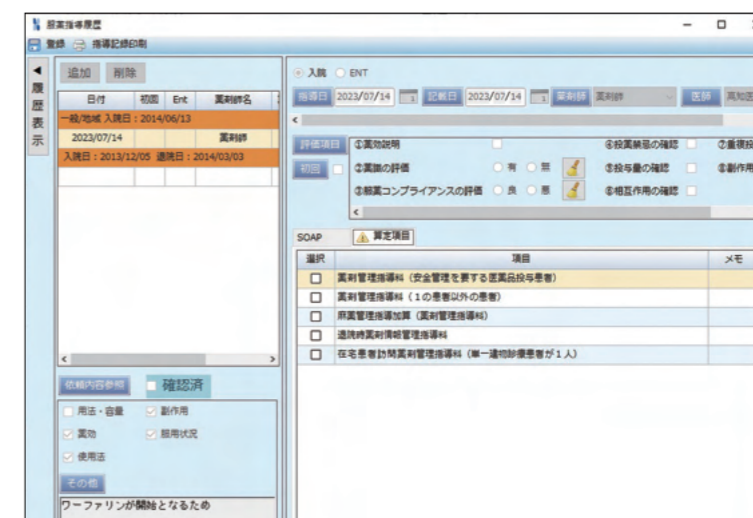 服薬指導履歴
登録 指導記録印刷
履歴表示
追加 削除
日付 初回 Ent 薬剤師名
一般/地域 入院日：2014/06/13
2023/07/14 薬剤師
入院日：2013/12/05 退院日：2014/03/03
依頼内容参照 確認済
用法・容量 副作用
薬効 服用状況
使用法
その他
ワーファリンが開始となるため
入院 ENT
指導日 2023/07/14 記載日 2023/07/14 薬剤師 薬剤師 医師 高知医
評価項目 ①薬効説明 ④投薬禁忌の確認 ⑦重複投
初回 ②薬識の評価 有 無 ⑤投与量の確認 ⑧副作用
③服薬コンプライアンスの評価 良 悪 ⑥相互作用の確認
SOAP 算定項目
選択 項目 メモ
薬剤管理指導料（安全管理を要する医薬品投与患者）
薬剤管理指導料（１の患者以外の患者）
麻薬管理指導加算（薬剤管理指導料）
退院時薬剤情報管理指導料
在宅患者訪問薬剤管理指導料（単一建物診療患者が１人）